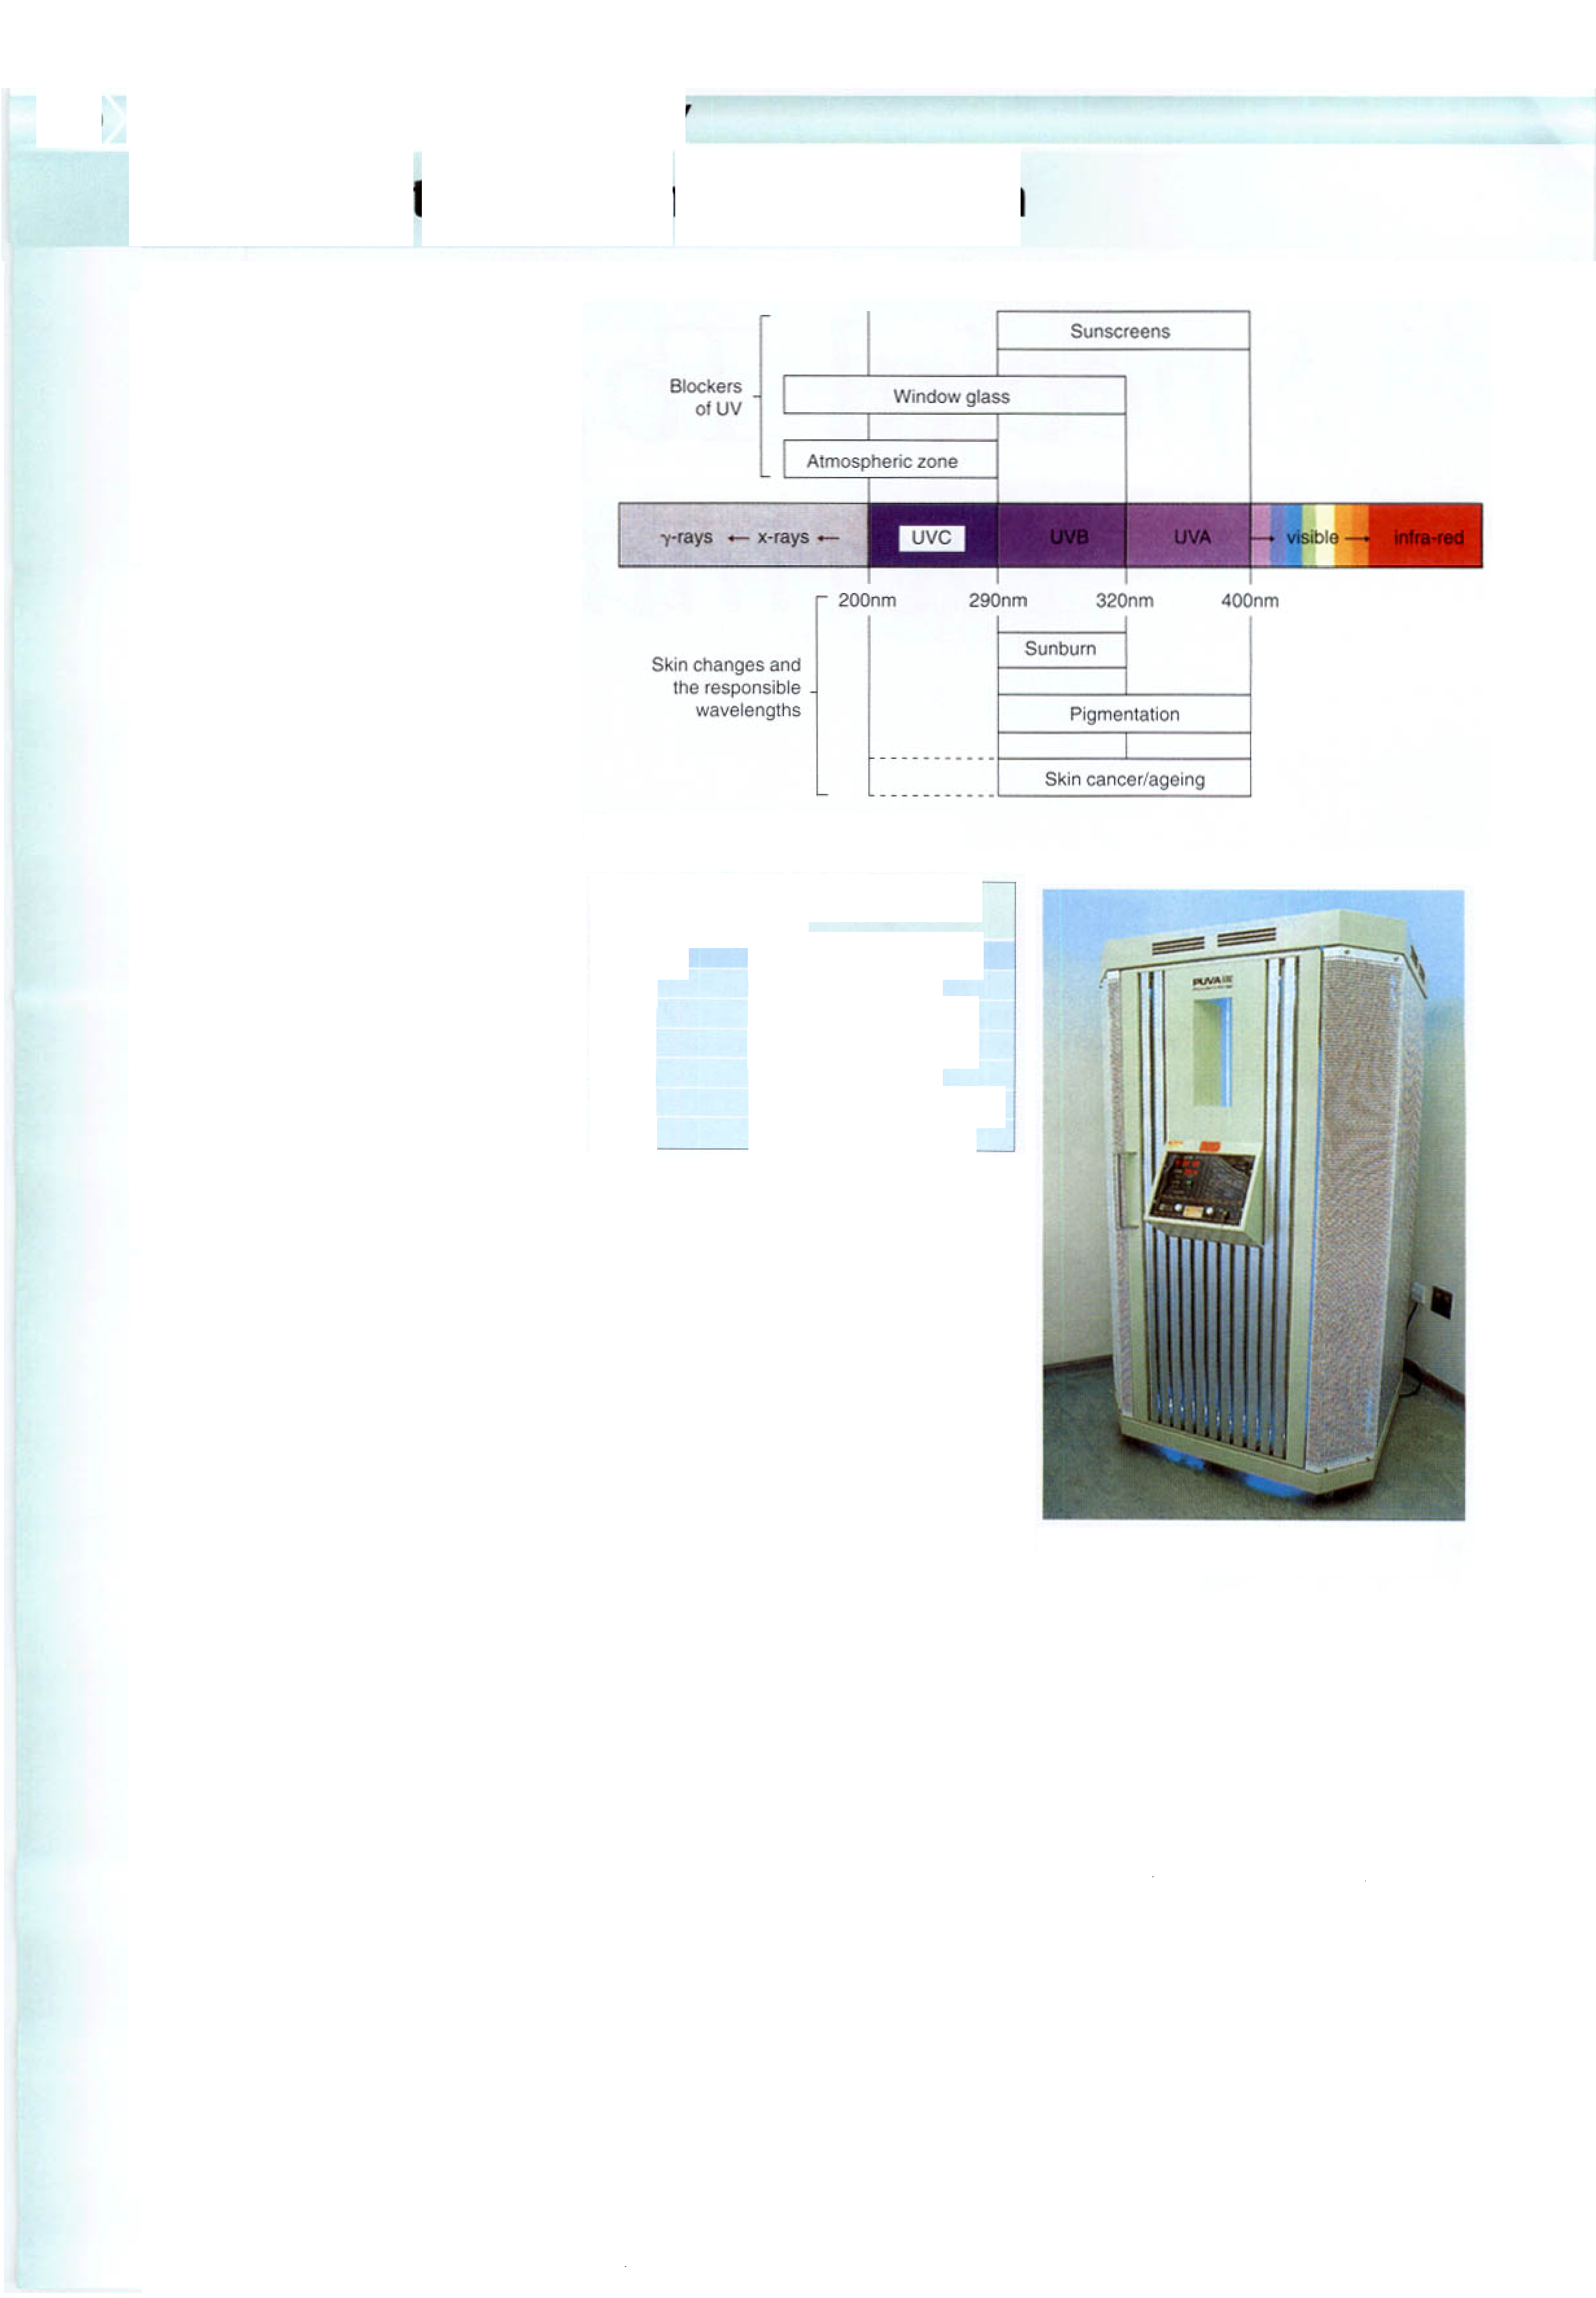 Sunscreens
Blockers
of UV
Window glass
Atmospheric zone
γ-rays ← x-rays ← UVC UVB UVA → visible → infra-red
200nm 290nm 320nm 400nm
Skin changes and
the responsible
wavelengths
Sunburn
Pigmentation
Skin cancer/ageing
PUVA